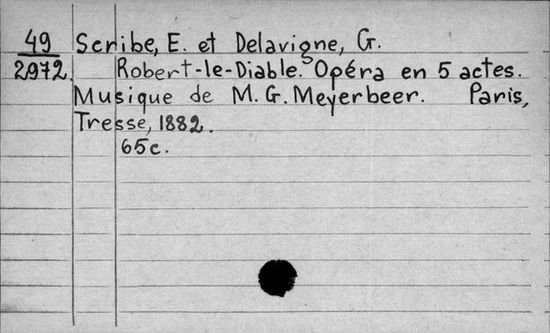 49 Scribe, E. et Delavigne, G.
2972. Robert-le-Diable. Opéra en 5 actes.
Musique de M. G. Meyerbeer. Paris,
Tresse, 1882.
65c.